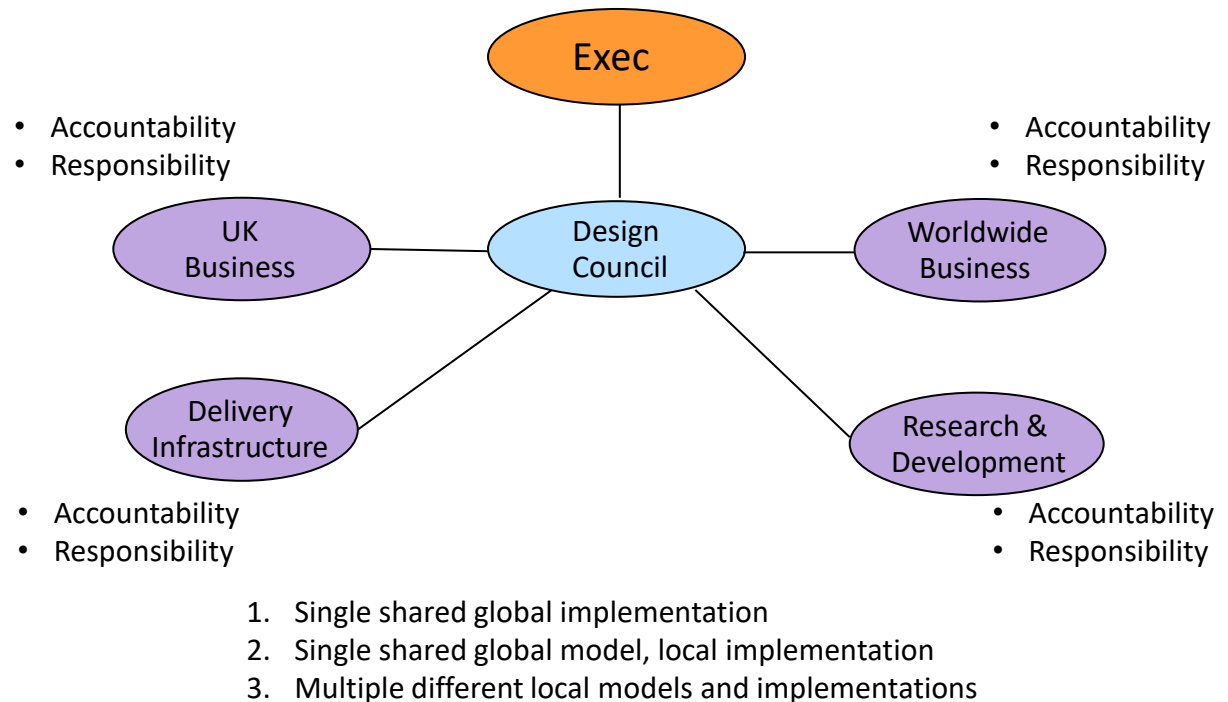 Exec
• Accountability
• Responsibility
• Accountability
• Responsibility
UK
Business
Design
Council
Worldwide
Business
Delivery
Infrastructure
Research &
Development
• Accountability
• Responsibility
• Accountability
• Responsibility
1. Single shared global implementation
2. Single shared global model, local implementation
3. Multiple different local models and implementations